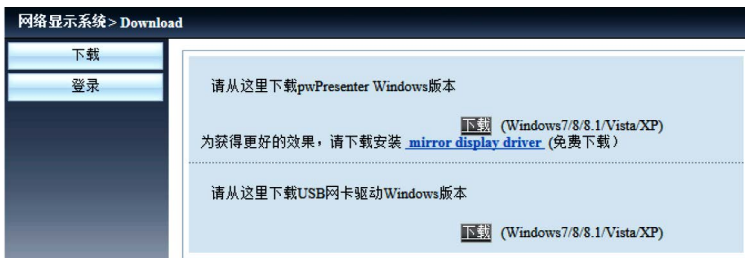 网络显示系统> Download
下载
登录
请从这里下载pwPresenter Windows版本
下载 (Windows7/8/8.1/Vista/XP)
为获得更好的效果，请下载安装 mirror display driver (免费下载）
请从这里下载USB网卡驱动Windows版本
下载 (Windows7/8/8.1/Vista/XP)